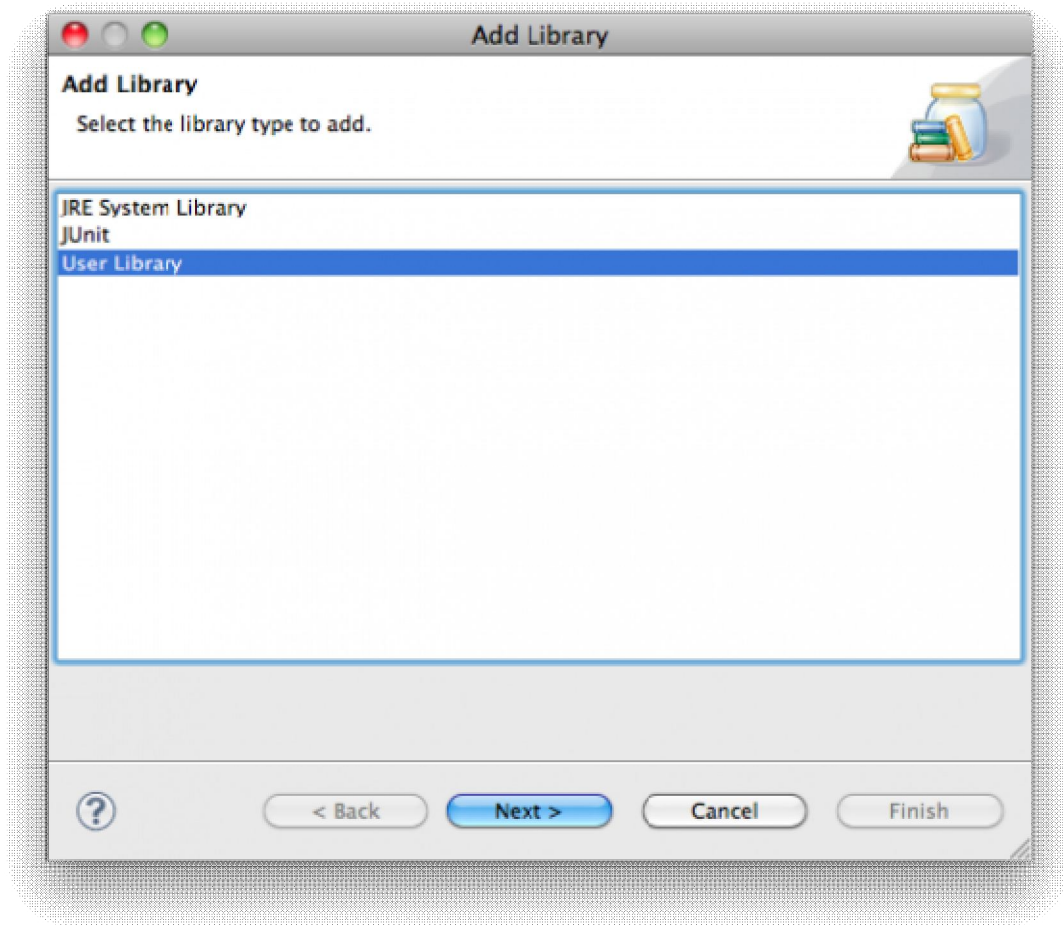 Add Library
Add Library
Select the library type to add.
JRE System Library
JUnit
User Library
?
< Back
Next >
Cancel
Finish